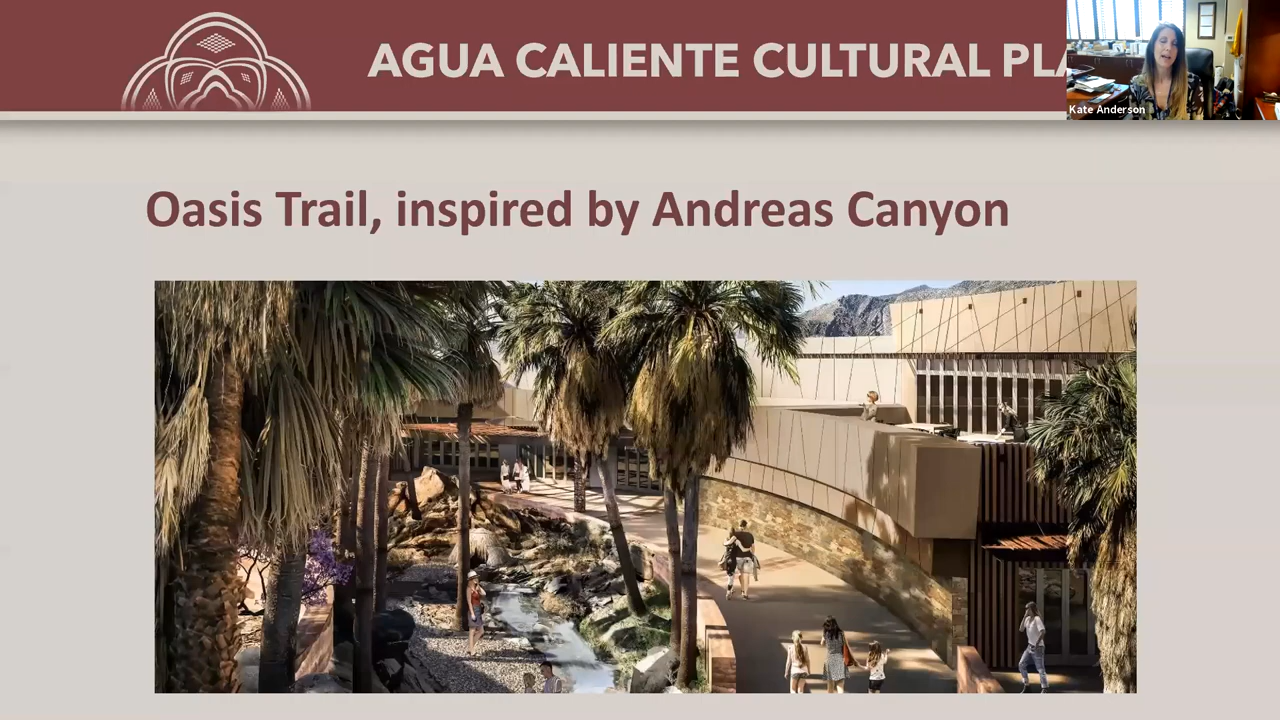 AGUA CALIENTE CULTURAL PLA
Kate Anderson
Oasis Trail, inspired by Andreas Canyon